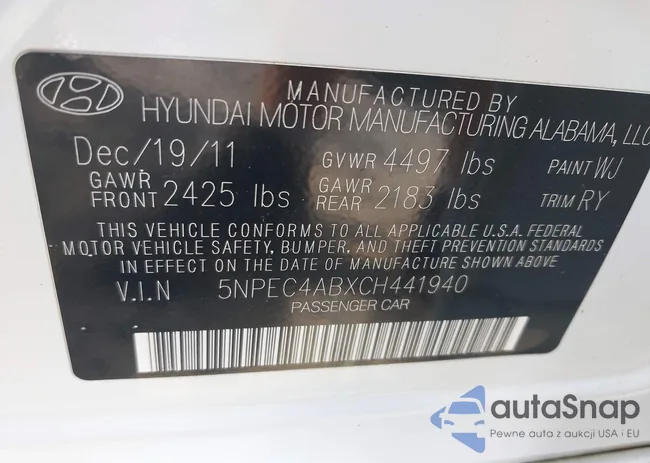 MANUFACTURED BY
HYUNDAI MOTOR MANUFACTURING ALABAMA, LLC
Dec/19/11 GVWR 4497 lbs PAINT WJ
GAWR FRONT 2425 lbs GAWR REAR 2183 lbs TRIM RY
THIS VEHICLE CONFORMS TO ALL APPLICABLE U.S.A. FEDERAL
MOTOR VEHICLE SAFETY, BUMPER, AND THEFT PREVENTION STANDARDS
IN EFFECT ON THE DATE OF MANUFACTURE SHOWN ABOVE
V.I.N 5NPEC4ABXCH441940
PASSENGER CAR
autaSnap
Pewne auta z aukcji USA i EU